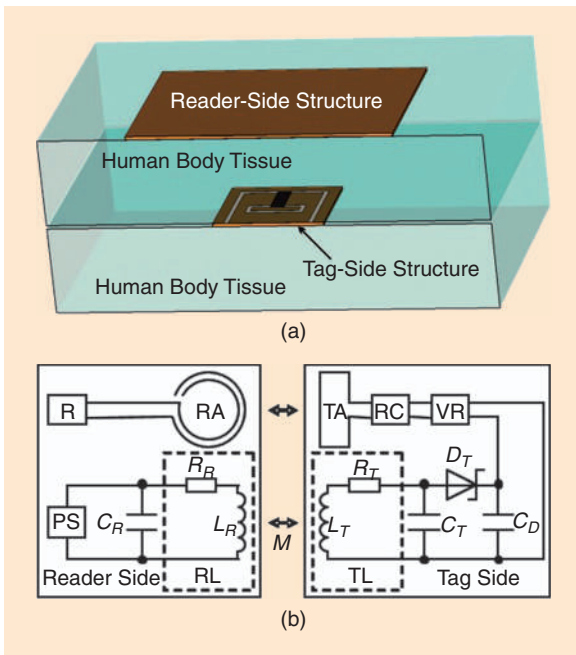 Reader-Side Structure
Human Body Tissue
Tag-Side Structure
Human Body Tissue
(a)
R
RA
TA
RC
VR
R_R
R_T
D_T
PS
C_R
L_R
M
L_T
C_T
C_D
Reader Side
RL
TL
Tag Side
(b)